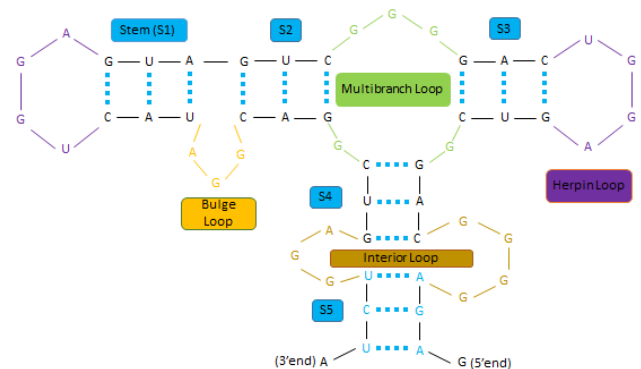 G G G
A Stem (S1) S2 S3 U
G G U A G U C G A C G
Multibranch Loop
G C A U C A G C U G G
U A G G G A
C G
G
Herpin Loop
S4 U A
Bulge
Loop
A G C G
G Interior Loop G
G U A G G
S5 C G
U A
(3'end) A G (5'end)